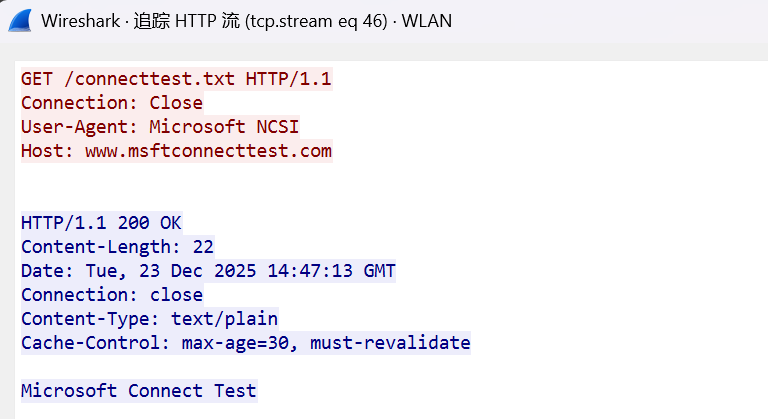 Wireshark · 追踪 HTTP 流 (tcp.stream eq 46) · WLAN
GET /connecttest.txt HTTP/1.1
Connection: Close
User-Agent: Microsoft NCSI
Host: www.msftconnecttest.com
HTTP/1.1 200 OK
Content-Length: 22
Date: Tue, 23 Dec 2025 14:47:13 GMT
Connection: close
Content-Type: text/plain
Cache-Control: max-age=30, must-revalidate
Microsoft Connect Test